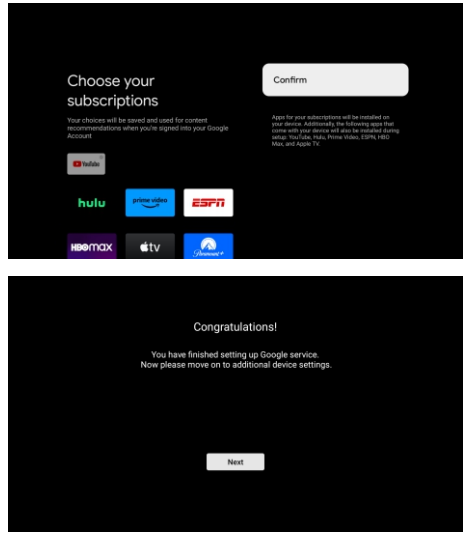 Choose your
subscriptions
Your choices will be saved and used for content
recommendations when you're signed into your Google
Account
YouTube
hulu
prime video
ESPN
HBOmax
tv
Paramount+
Confirm
Apps for your subscriptions will be installed on
your device. Additionally, the following apps that
come with your device will also be installed during
setup: YouTube, Hulu, Prime Video, ESPN, HBO
Max, and Apple TV.
Congratulations!
You have finished setting up Google service.
Now please move on to additional device settings.
Next